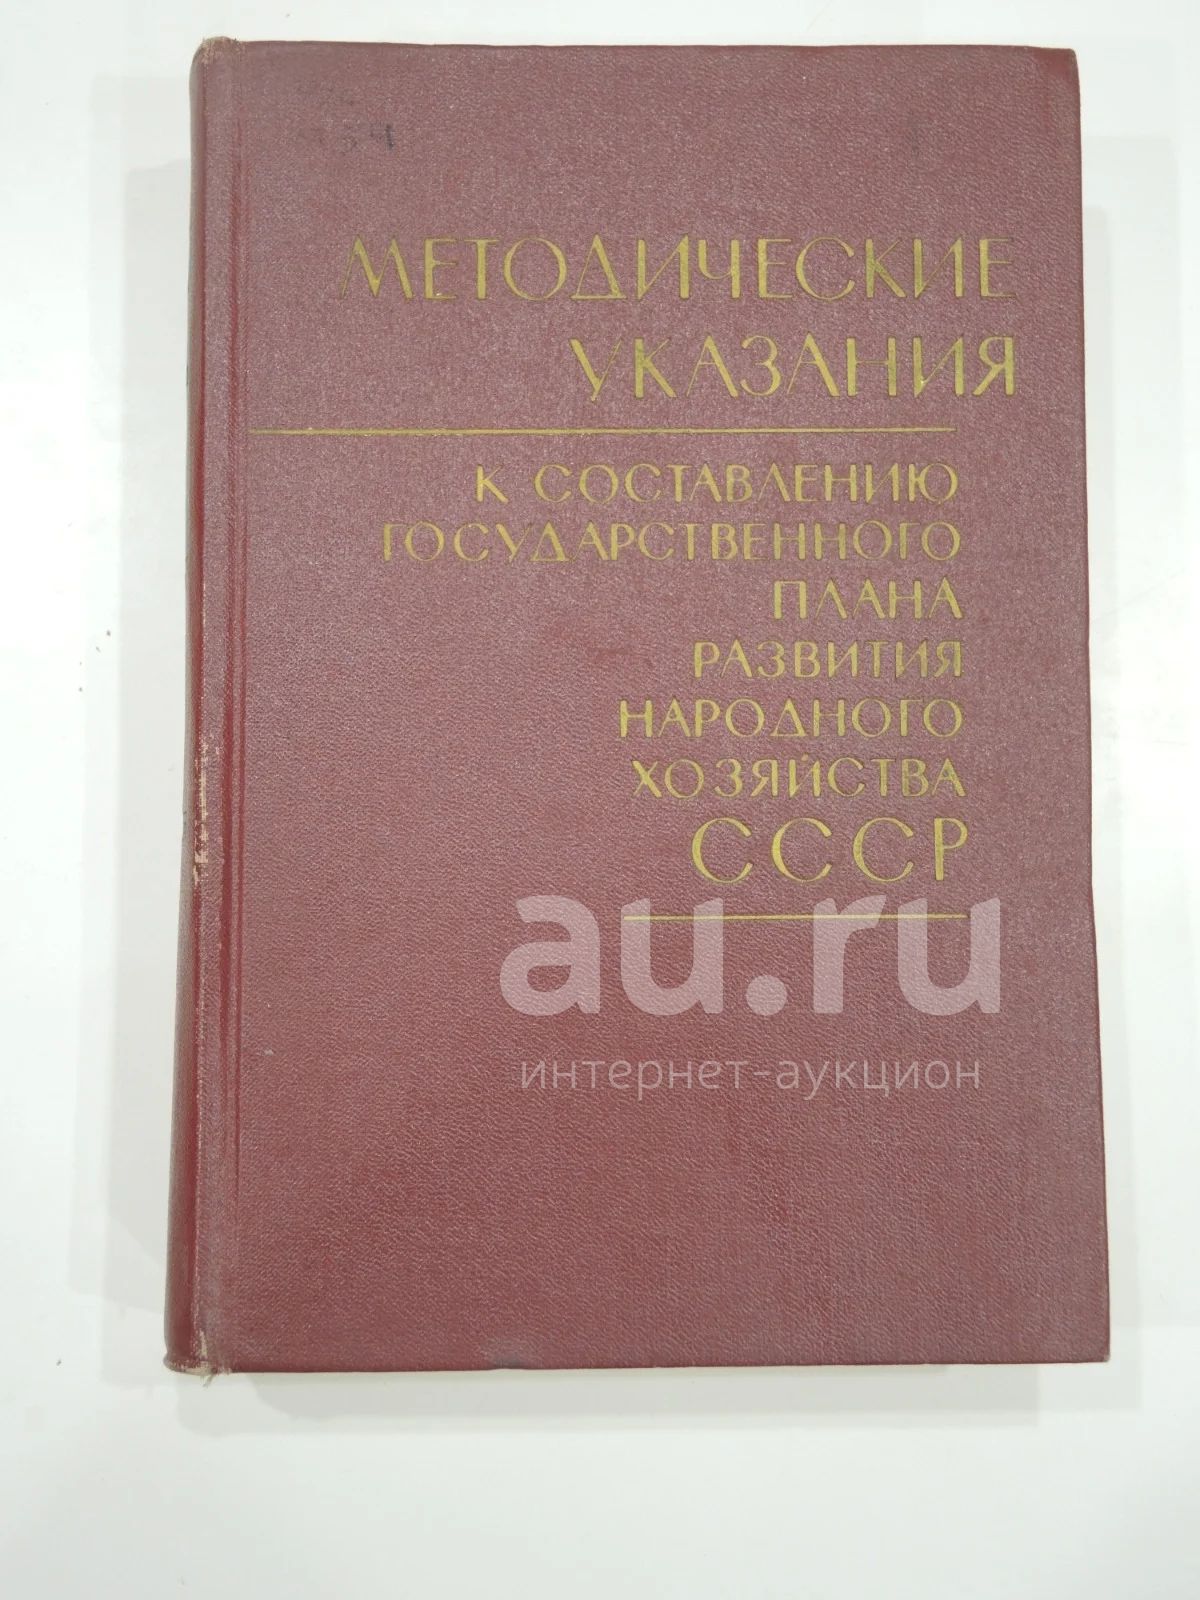 МЕТОДИЧЕСКИЕ
УКАЗАНИЯ
К СОСТАВЛЕНИЮ
ГОСУДАРСТВЕННОГО
ПЛАНА
РАЗВИТИЯ
НАРОДНОГО
ХОЗЯЙСТВА
СССР
au.ru
интернет-аукцион